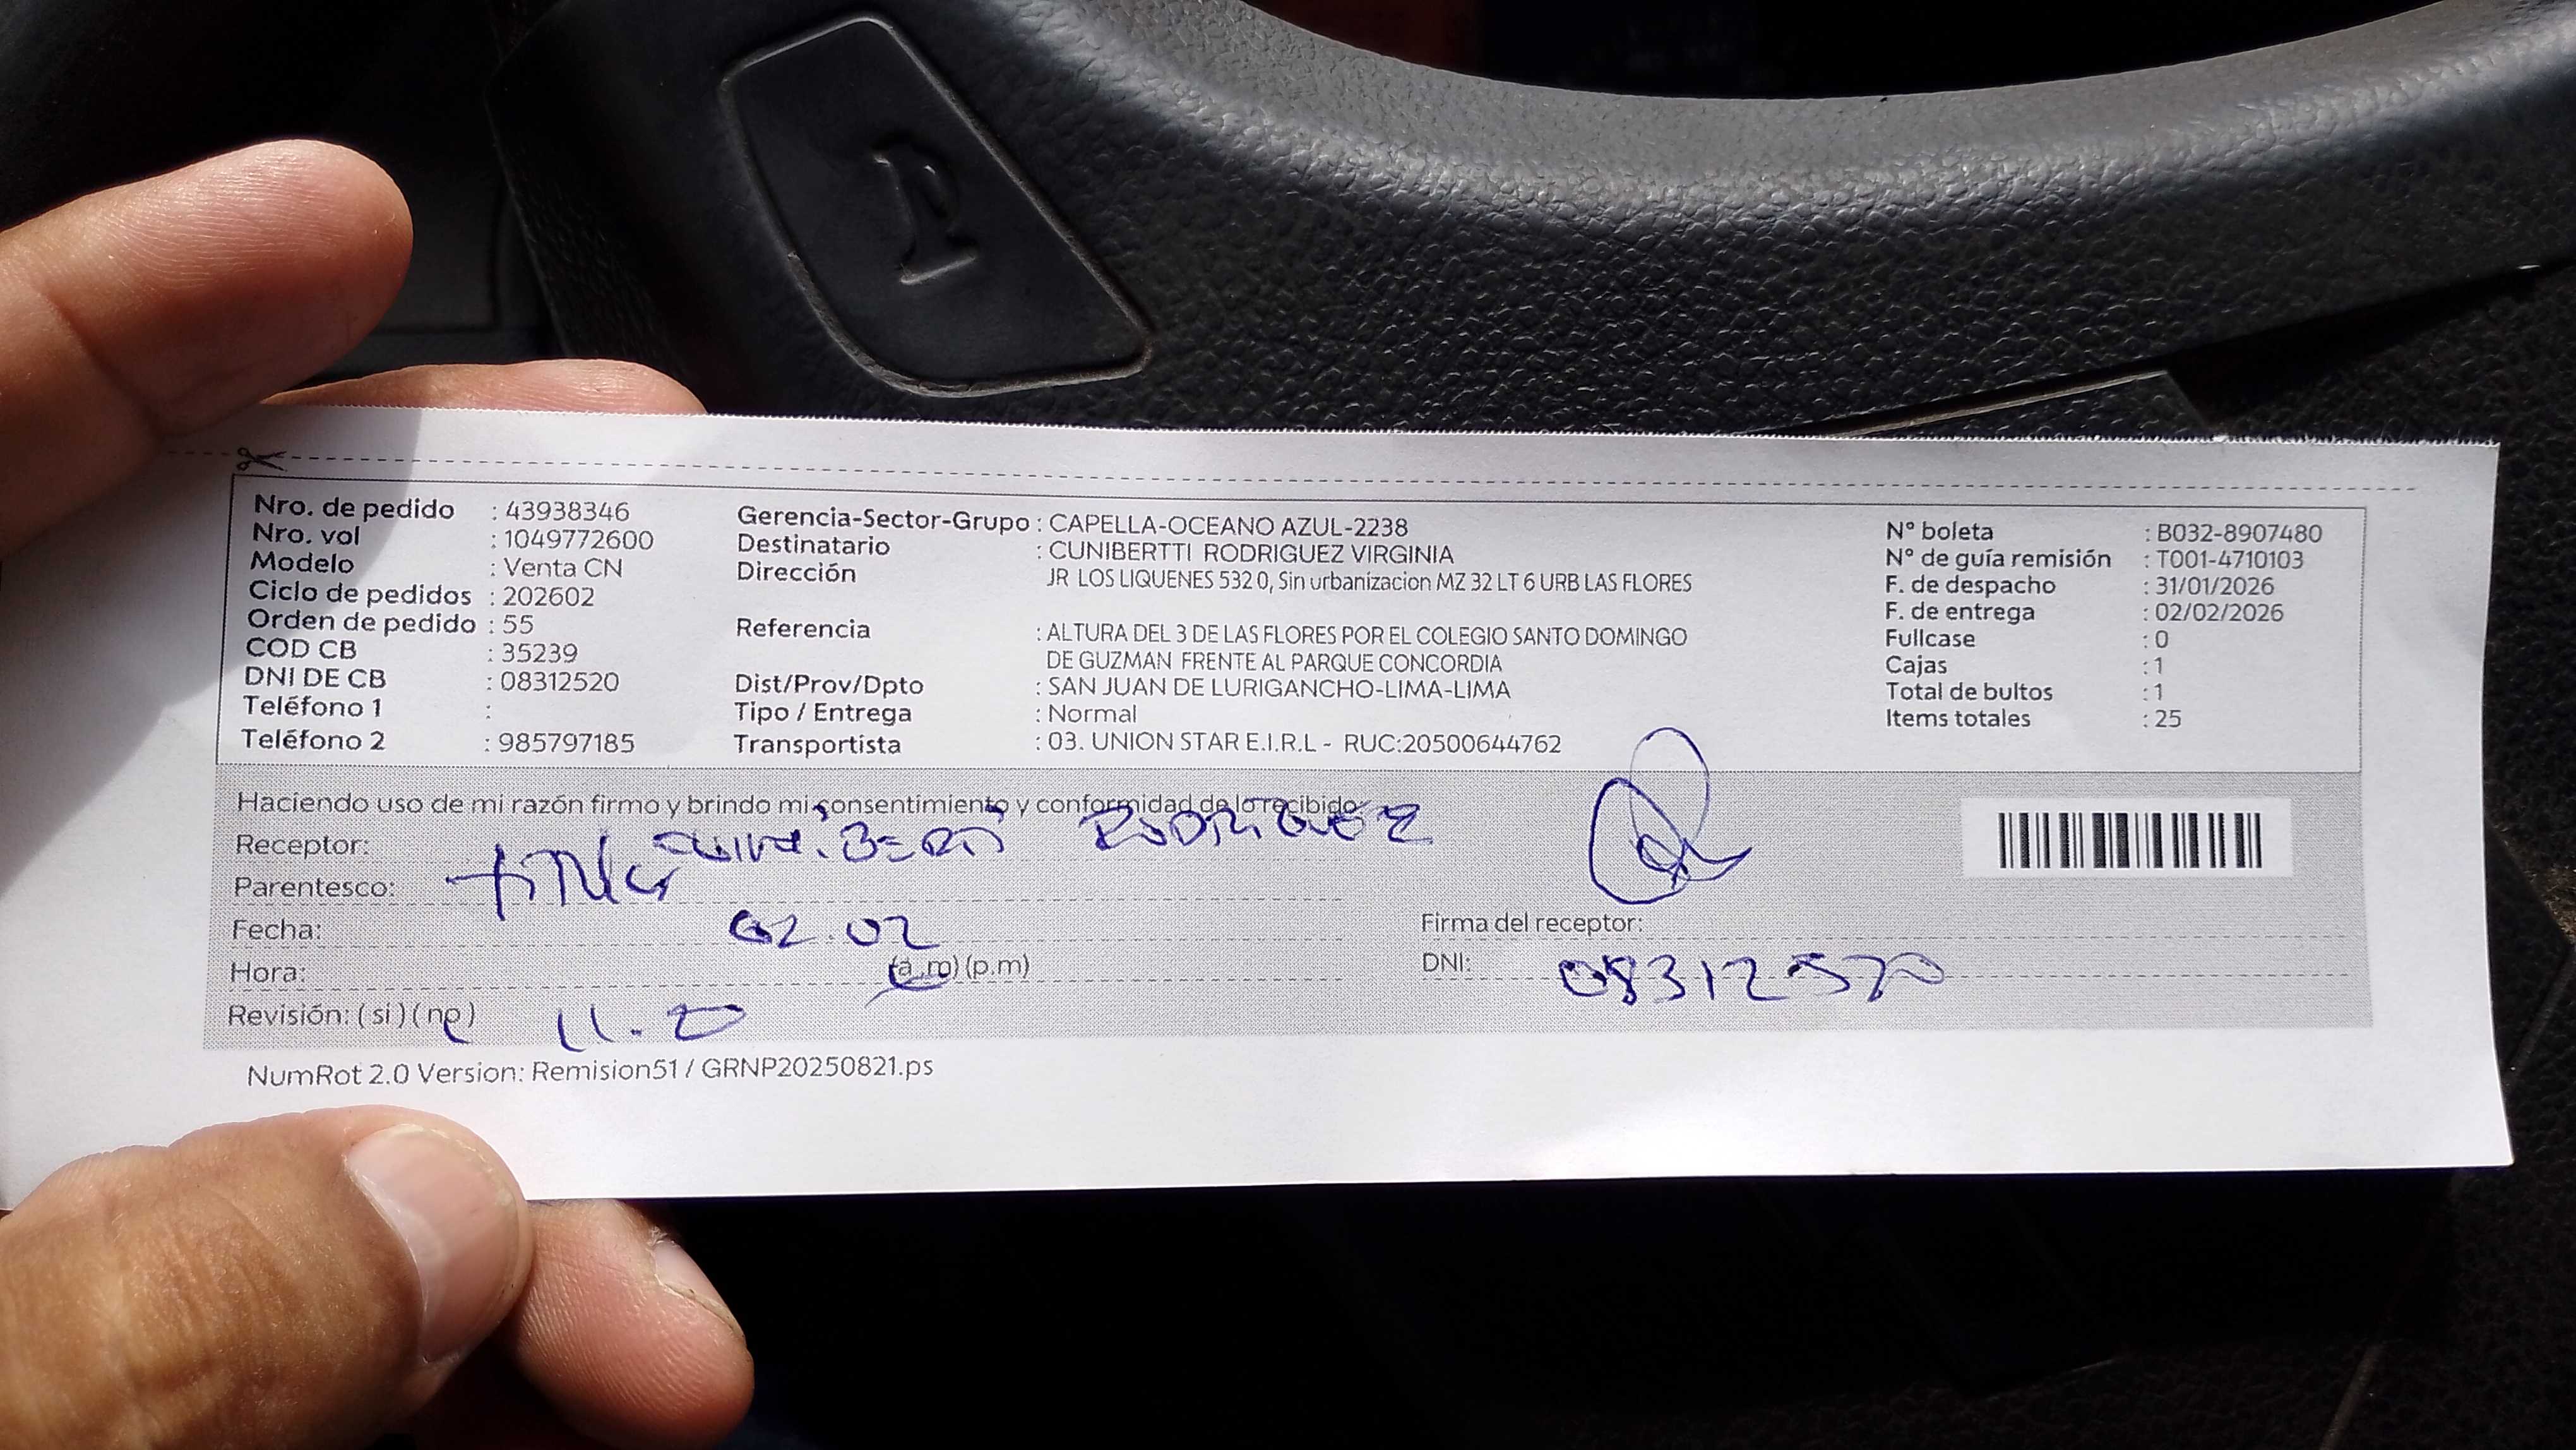 Nro. de pedido : 43938346
Nro. vol : 1049772600
Modelo : Venta CN
Ciclo de pedidos : 202602
Orden de pedido : 55
COD CB : 35239
DNI DE CB : 08312520
Teléfono 1 :
Teléfono 2 : 985797185
Gerencia-Sector-Grupo : CAPELLA-OCEANO AZUL-2238
Destinatario : CUNIBERTTI RODRIGUEZ VIRGINIA
Dirección JR LOS LIQUENES 532 0, Sin urbanizacion MZ 32 LT 6 URB LAS FLORES
Referencia : ALTURA DEL 3 DE LAS FLORES POR EL COLEGIO SANTO DOMINGO
DE GUZMAN FRENTE AL PARQUE CONCORDIA
Dist/Prov/Dpto : SAN JUAN DE LURIGANCHO-LIMA-LIMA
Tipo / Entrega : Normal
Transportista : 03. UNION STAR E.I.R.L - RUC:20500644762
N° boleta : B032-8907480
N° de guía remisión : T001-4710103
F. de despacho : 31/01/2026
F. de entrega : 02/02/2026
Fullcase : 0
Cajas : 1
Total de bultos : 1
Items totales : 25
Haciendo uso de mi razón firmo y brindo mi consentimiento y conformidad de lo recibido
Receptor: RODRIGUEZ
Parentesco:
Fecha: 02.02
Hora: (a.m) (p.m)
Revisión: ( si ) ( no )
Firma del receptor:
DNI: 08312520
NumRot 2.0 Version: Remision51 / GRNP20250821.ps